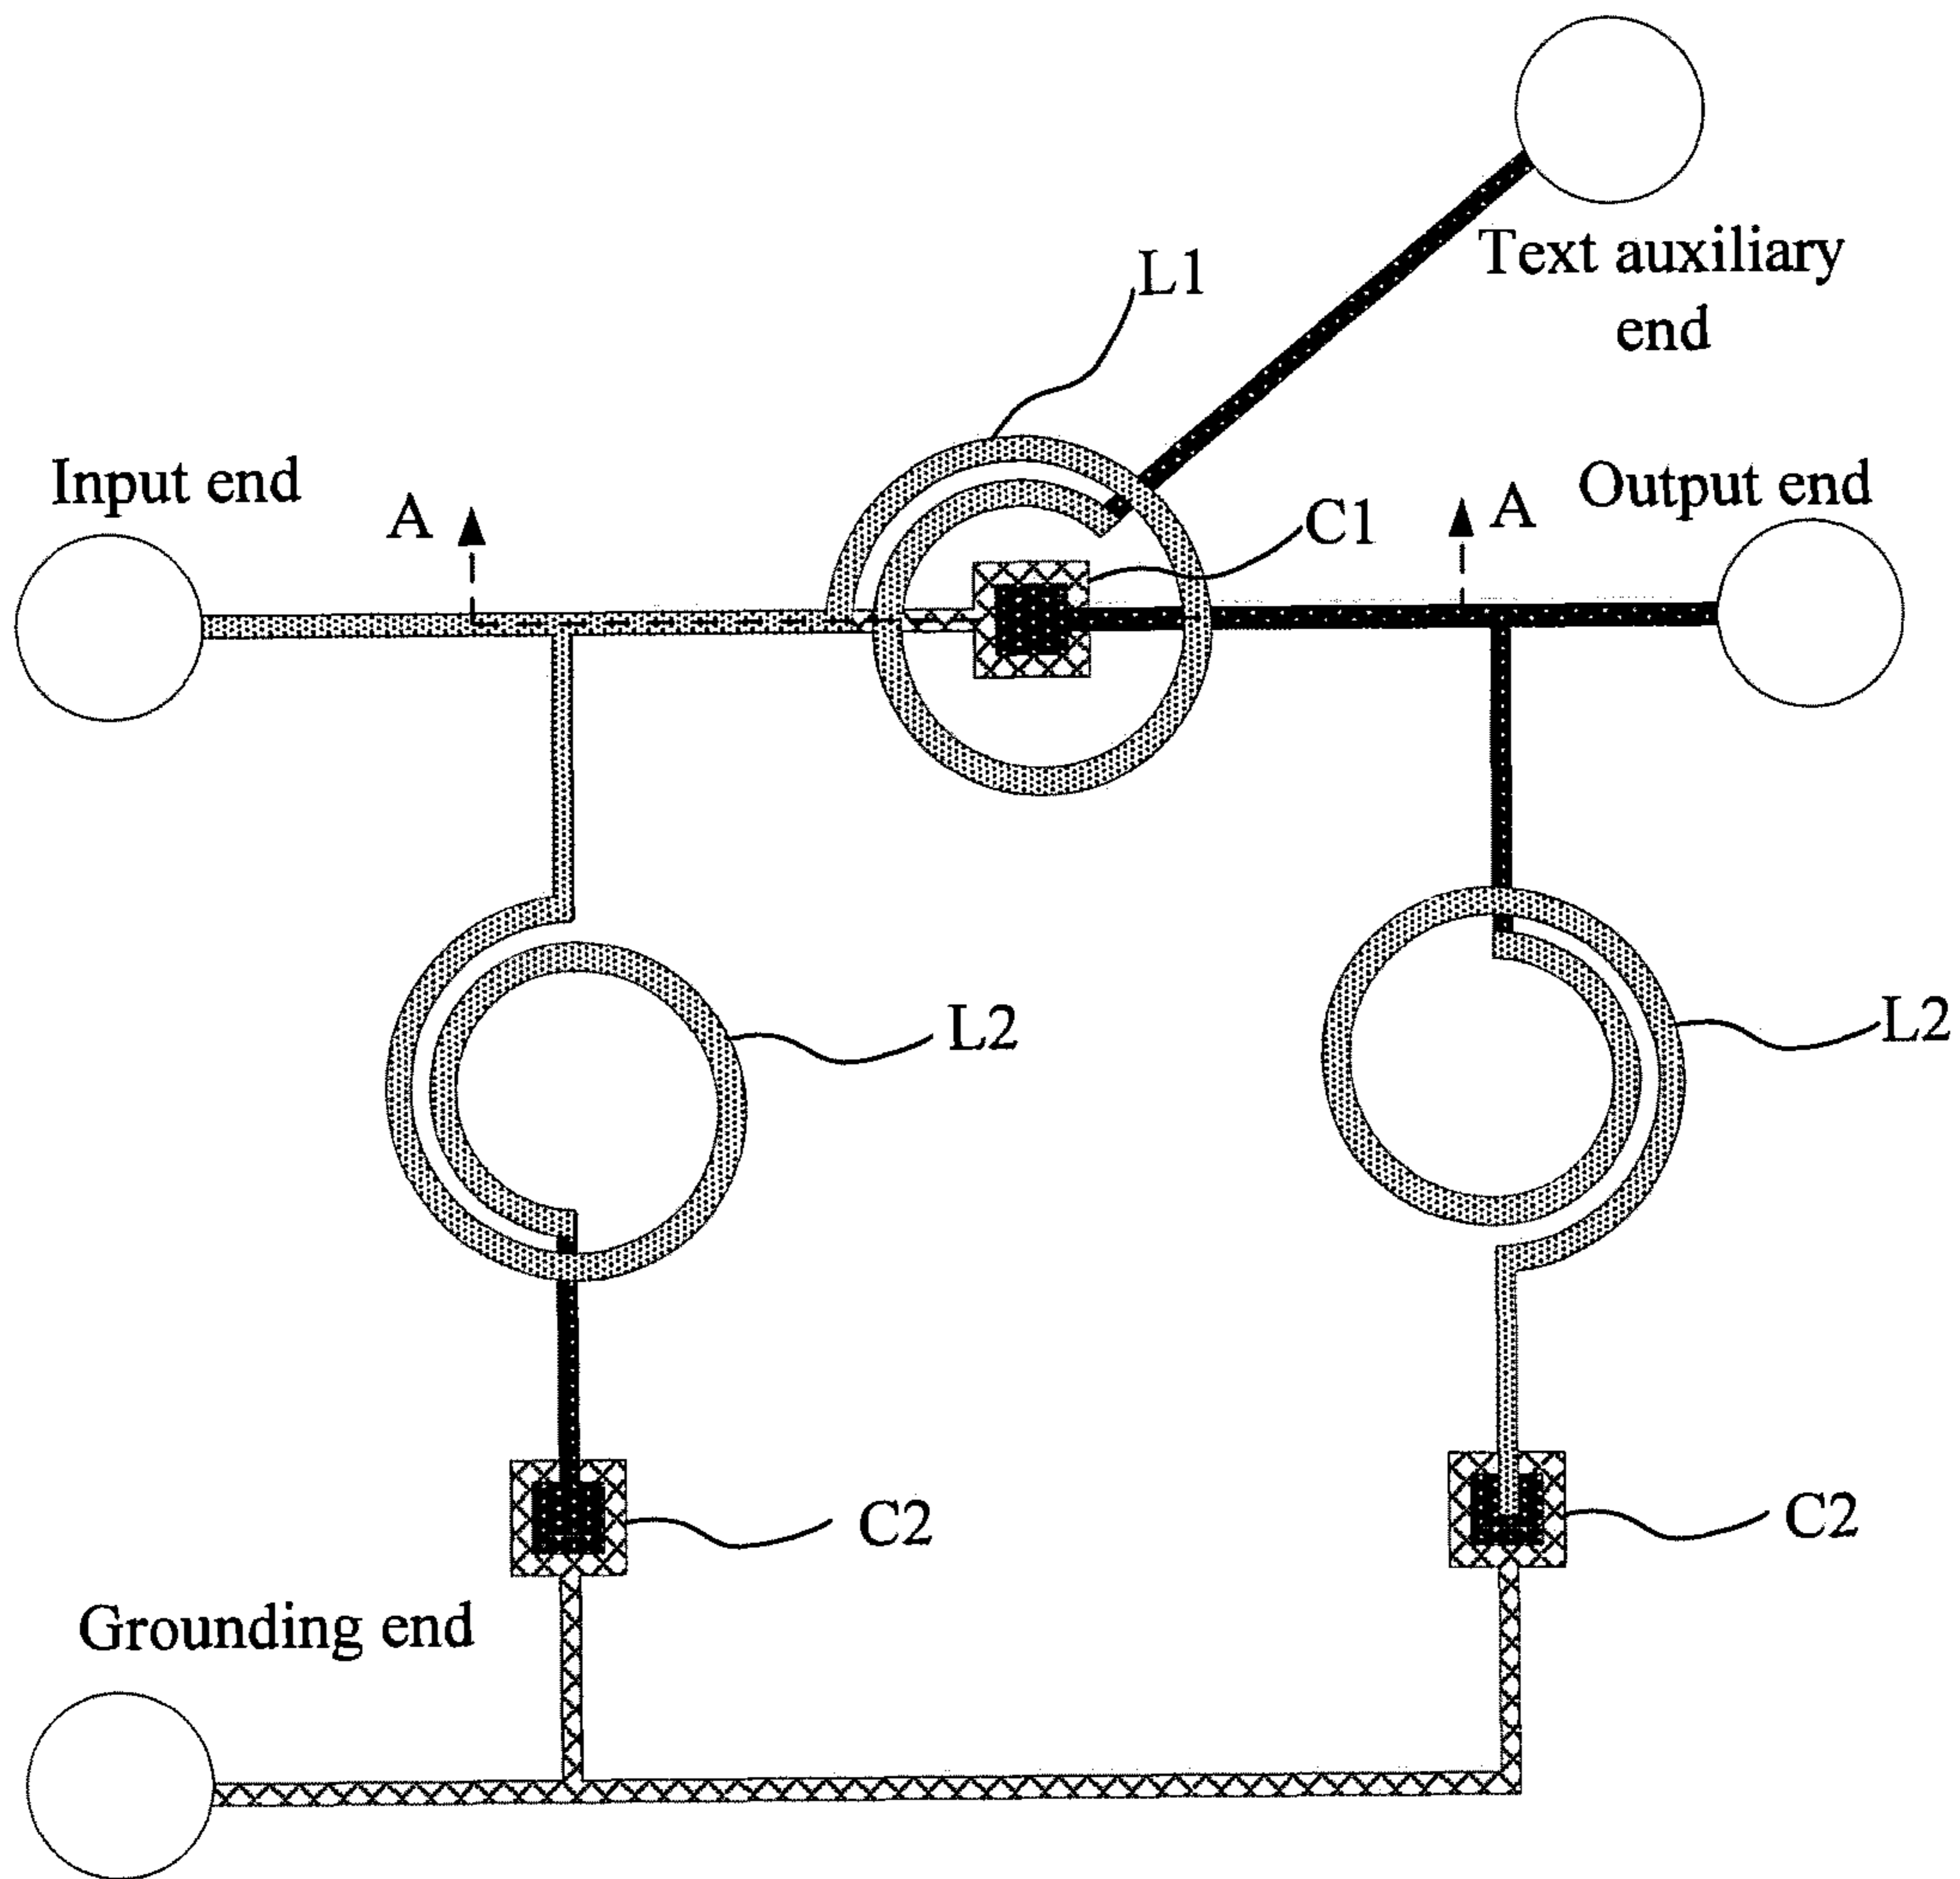 Text auxiliary
end
L1
Input end
A
A
Output end
C1
L2
L2
C2
C2
Grounding end